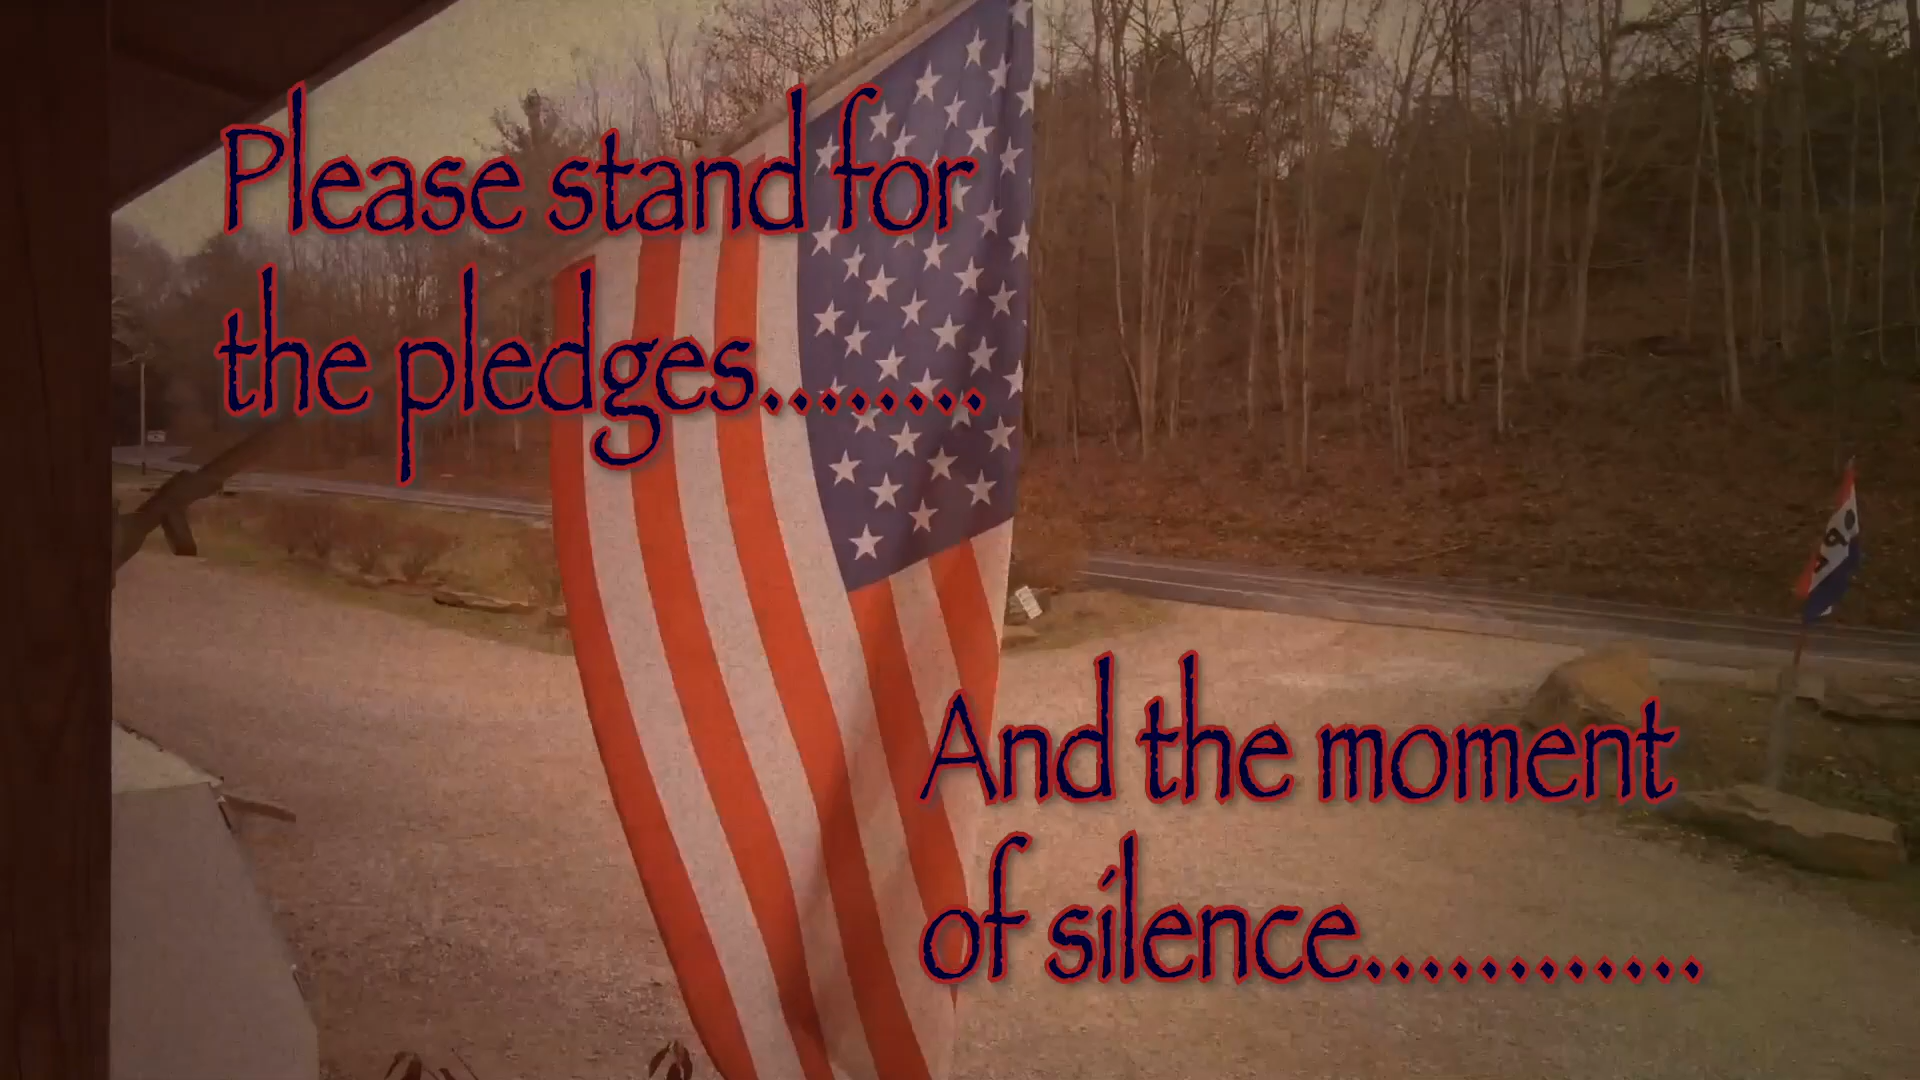 Please stand for
the pledges........
And the moment
of silence............